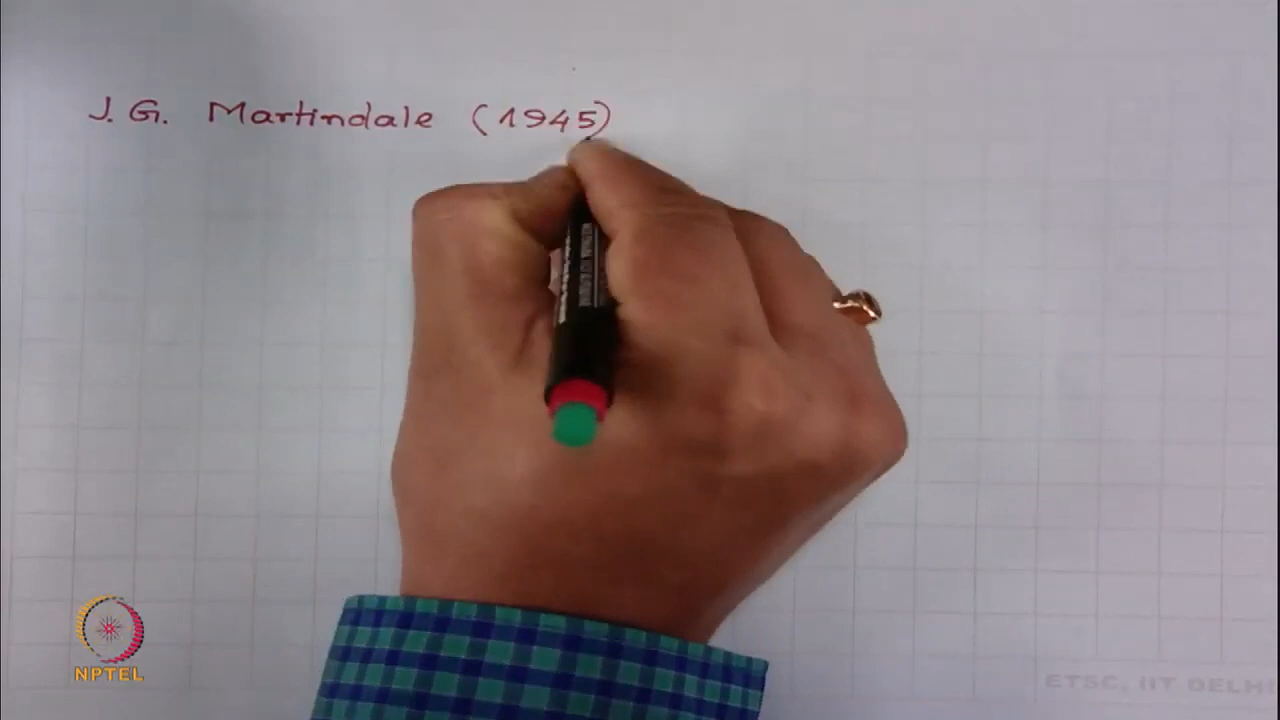 J. G. Martindale (1945)
NPTEL
ETSC, IIT DELHI